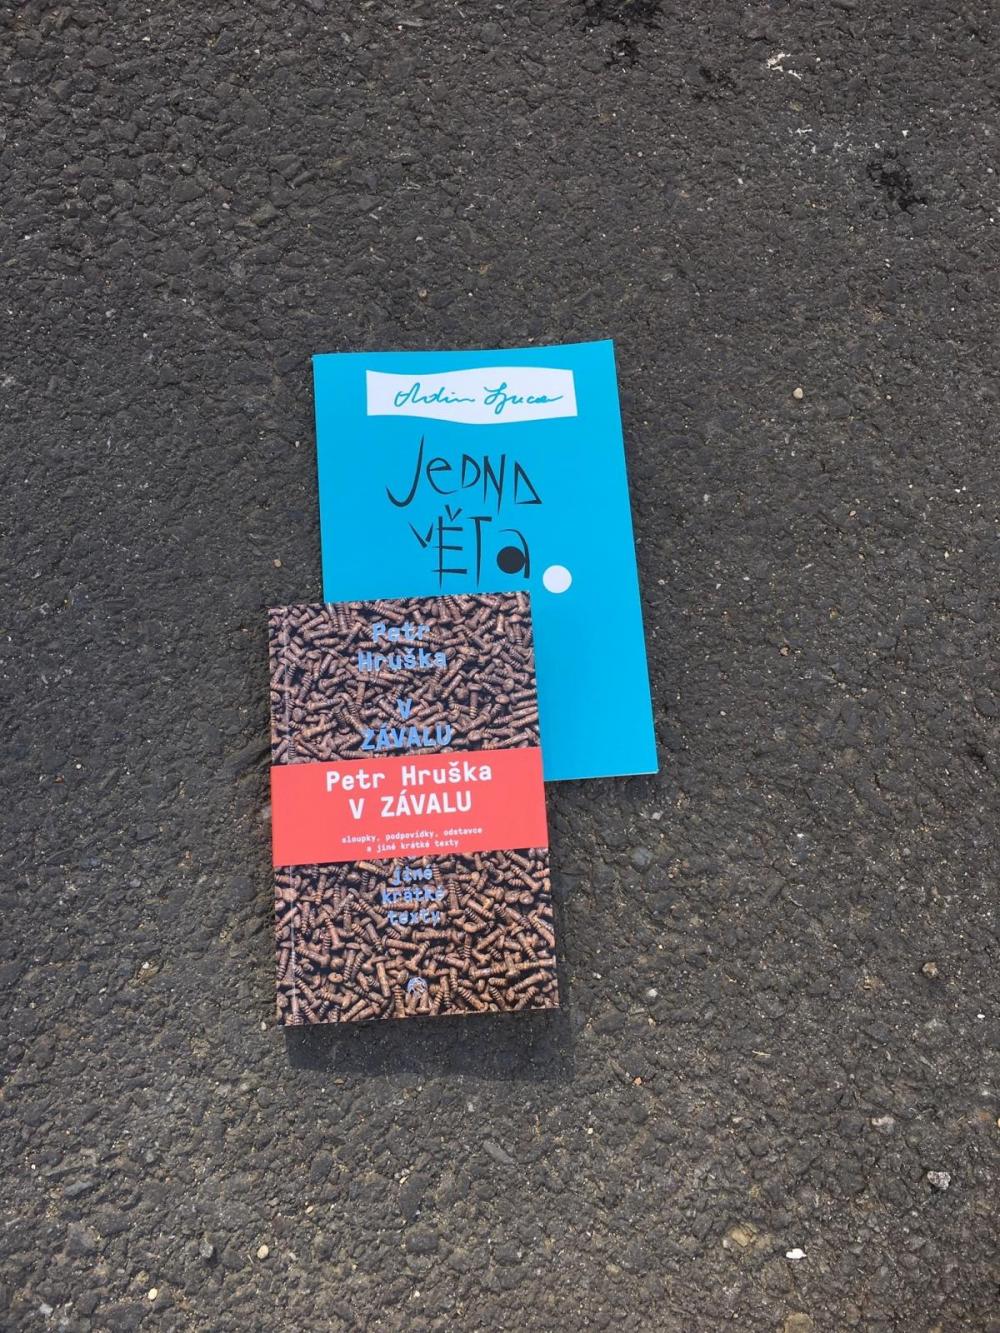 JEDNA
VĚTA.
Petr
Hruška
V
ZÁVALU
Petr Hruška
V ZÁVALU
sloupky, podpovídky, odstavce
a jiné krátké texty
jiné
krátké
texty